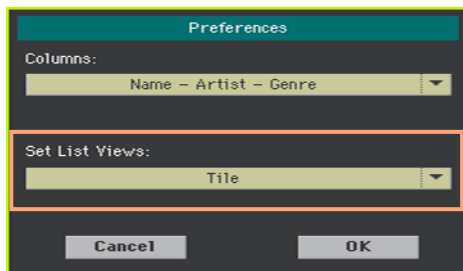 Preferences
Columns:
Name – Artist – Genre
Set List Views:
Tile
Cancel OK